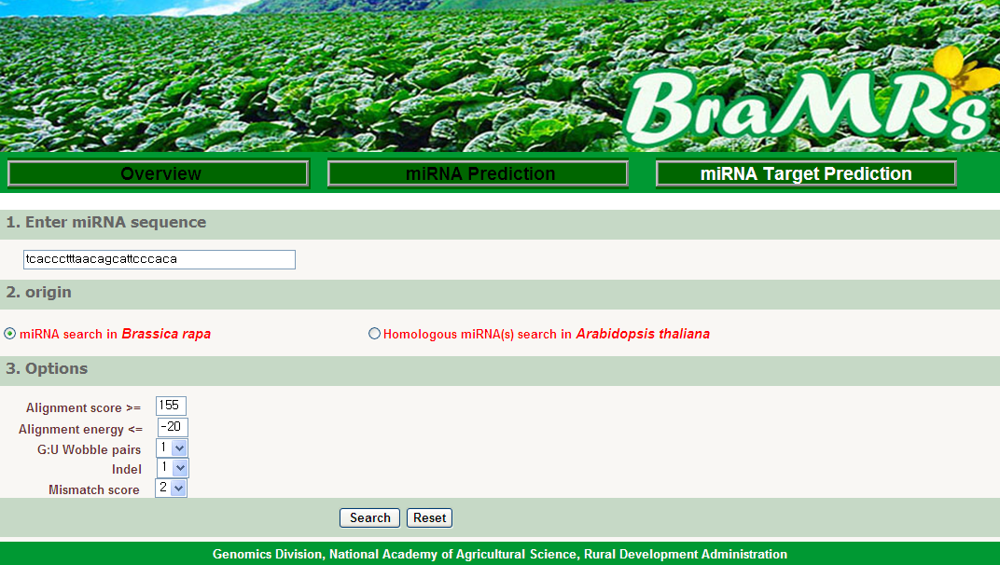 BraMRs
Overview miRNA Prediction miRNA Target Prediction
1. Enter miRNA sequence
tcaccctttaacagcattcccaca
2. origin
miRNA search in Brassica rapa Homologous miRNA(s) search in Arabidopsis thaliana
3. Options
Alignment score >= 155
Alignment energy <= -20
G:U Wobble pairs 1
Indel 1
Mismatch score 2
Search Reset
Genomics Division, National Academy of Agricultural Science, Rural Development Administration